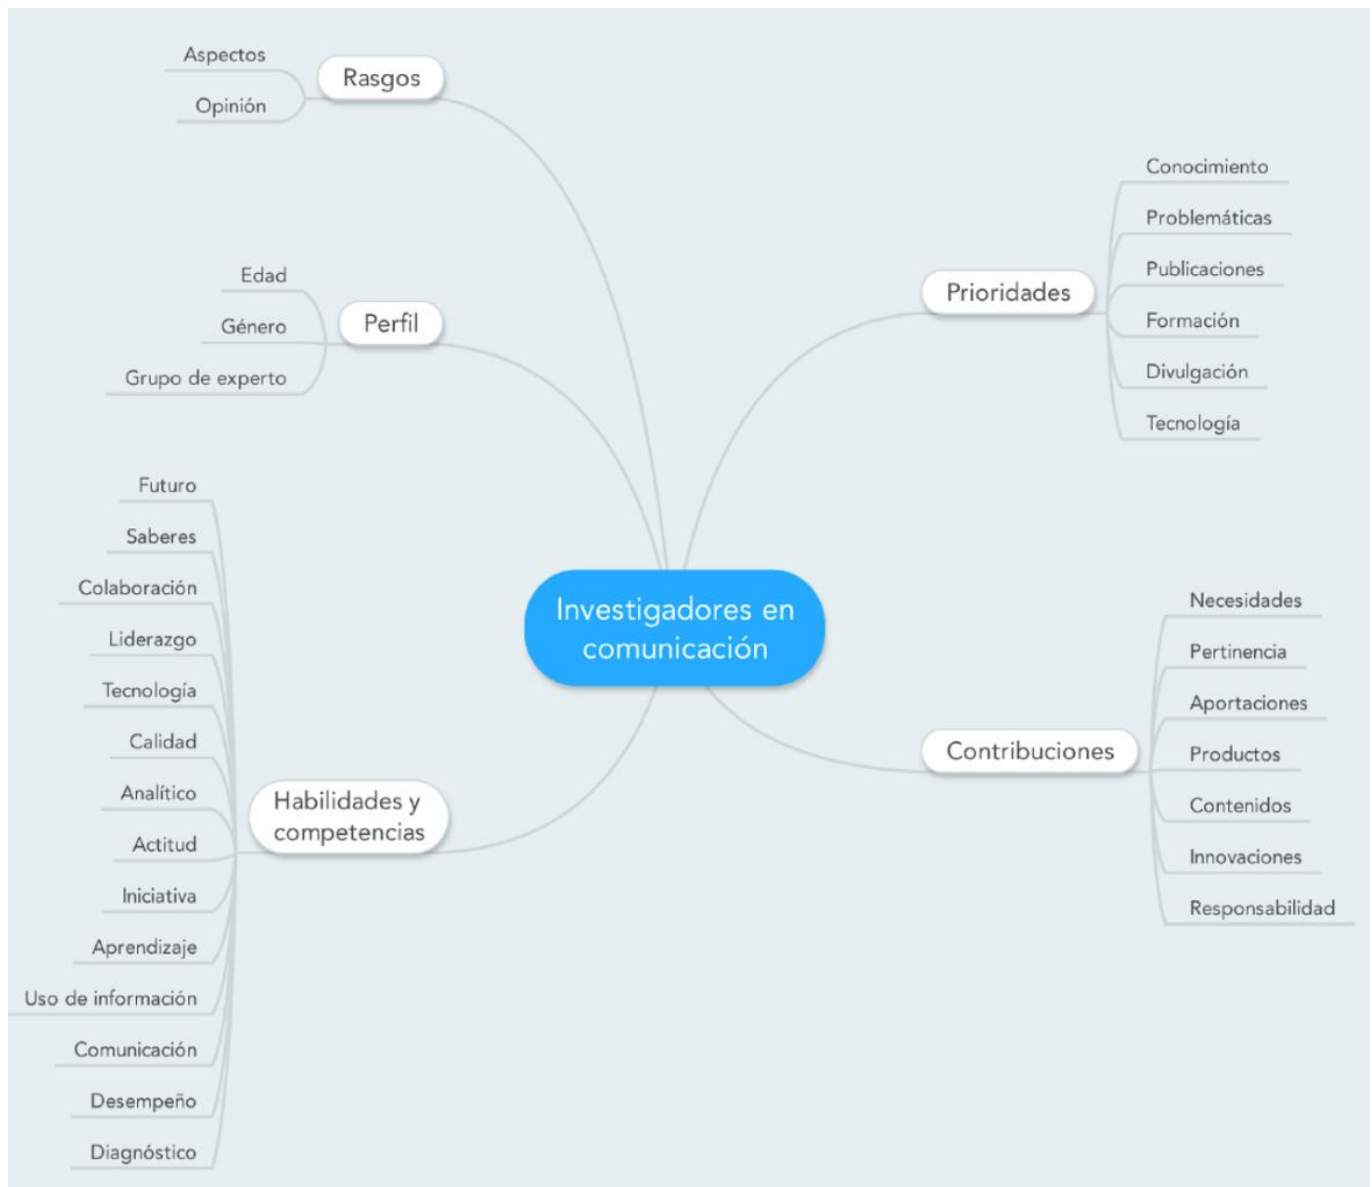 Investigadores en
comunicación
Rasgos
Aspectos
Opinión
Perfil
Edad
Género
Grupo de experto
Habilidades y
competencias
Futuro
Saberes
Colaboración
Liderazgo
Tecnología
Calidad
Analítico
Actitud
Iniciativa
Aprendizaje
Uso de información
Comunicación
Desempeño
Diagnóstico
Prioridades
Conocimiento
Problemáticas
Publicaciones
Formación
Divulgación
Tecnología
Contribuciones
Necesidades
Pertinencia
Aportaciones
Productos
Contenidos
Innovaciones
Responsabilidad